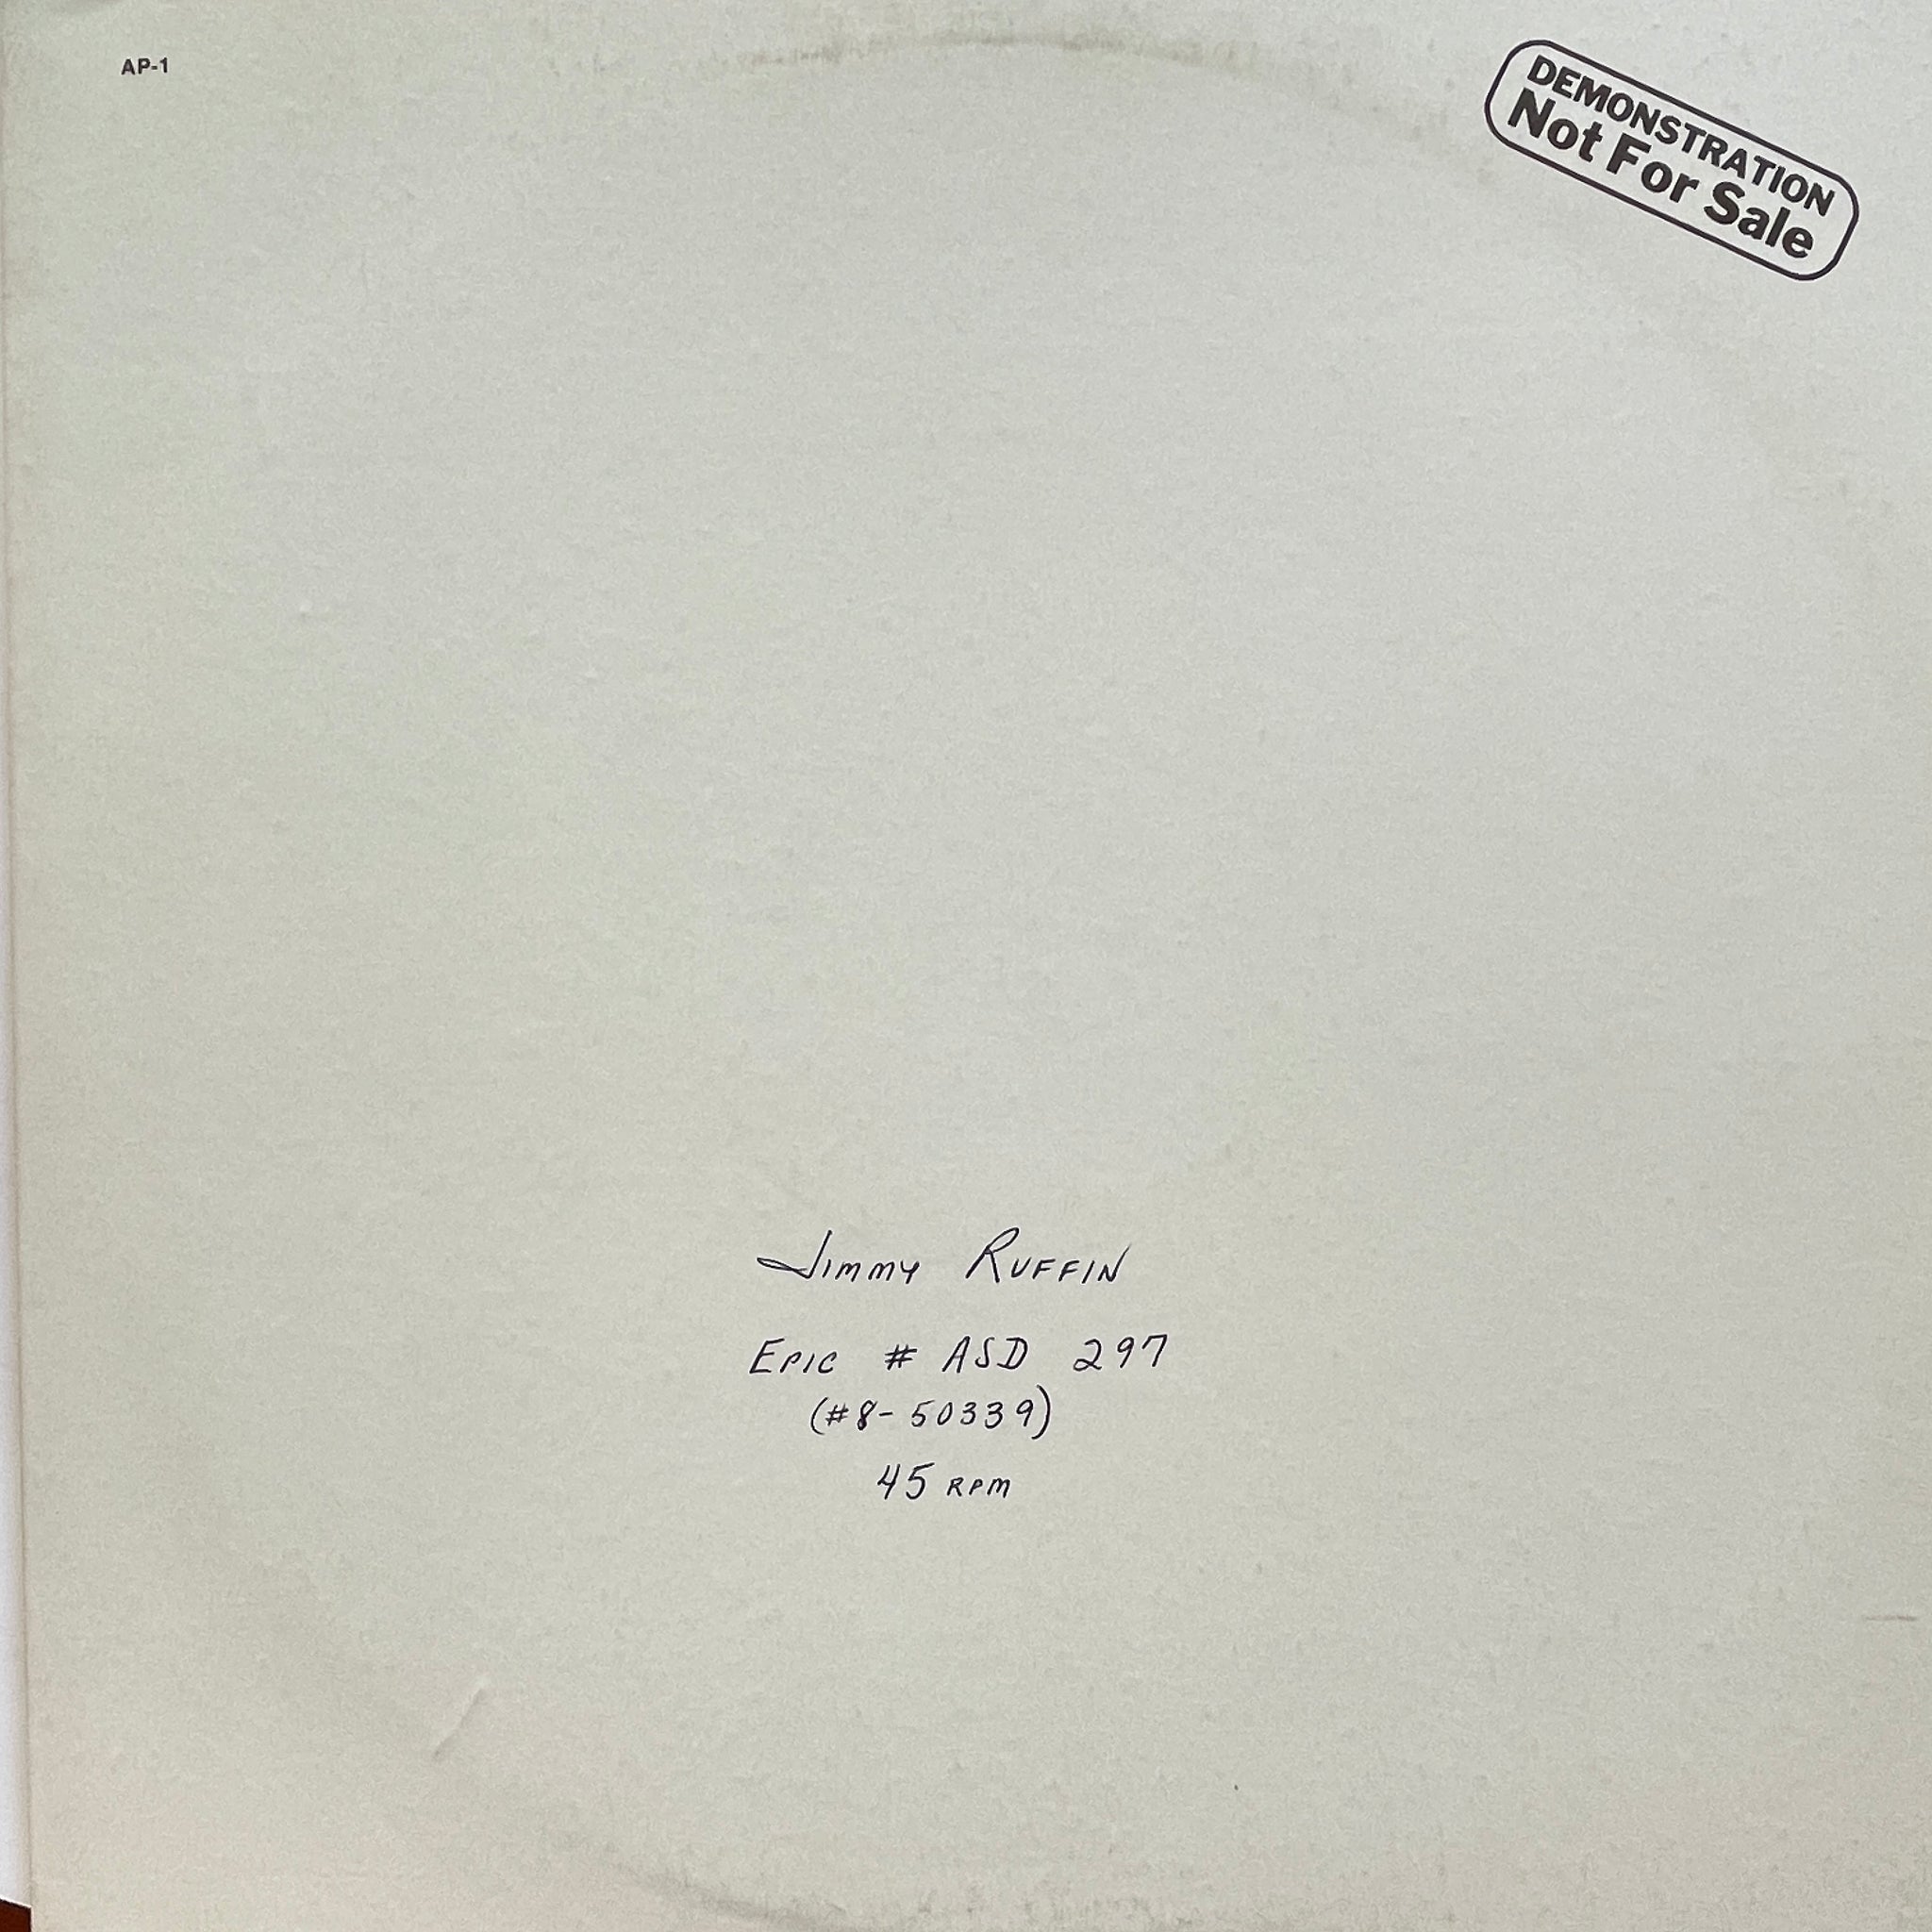 AP-1
DEMONSTRATION
Not For Sale
Jimmy Ruffin
Epic # ASD 297
(#8-50339)
45 RPM